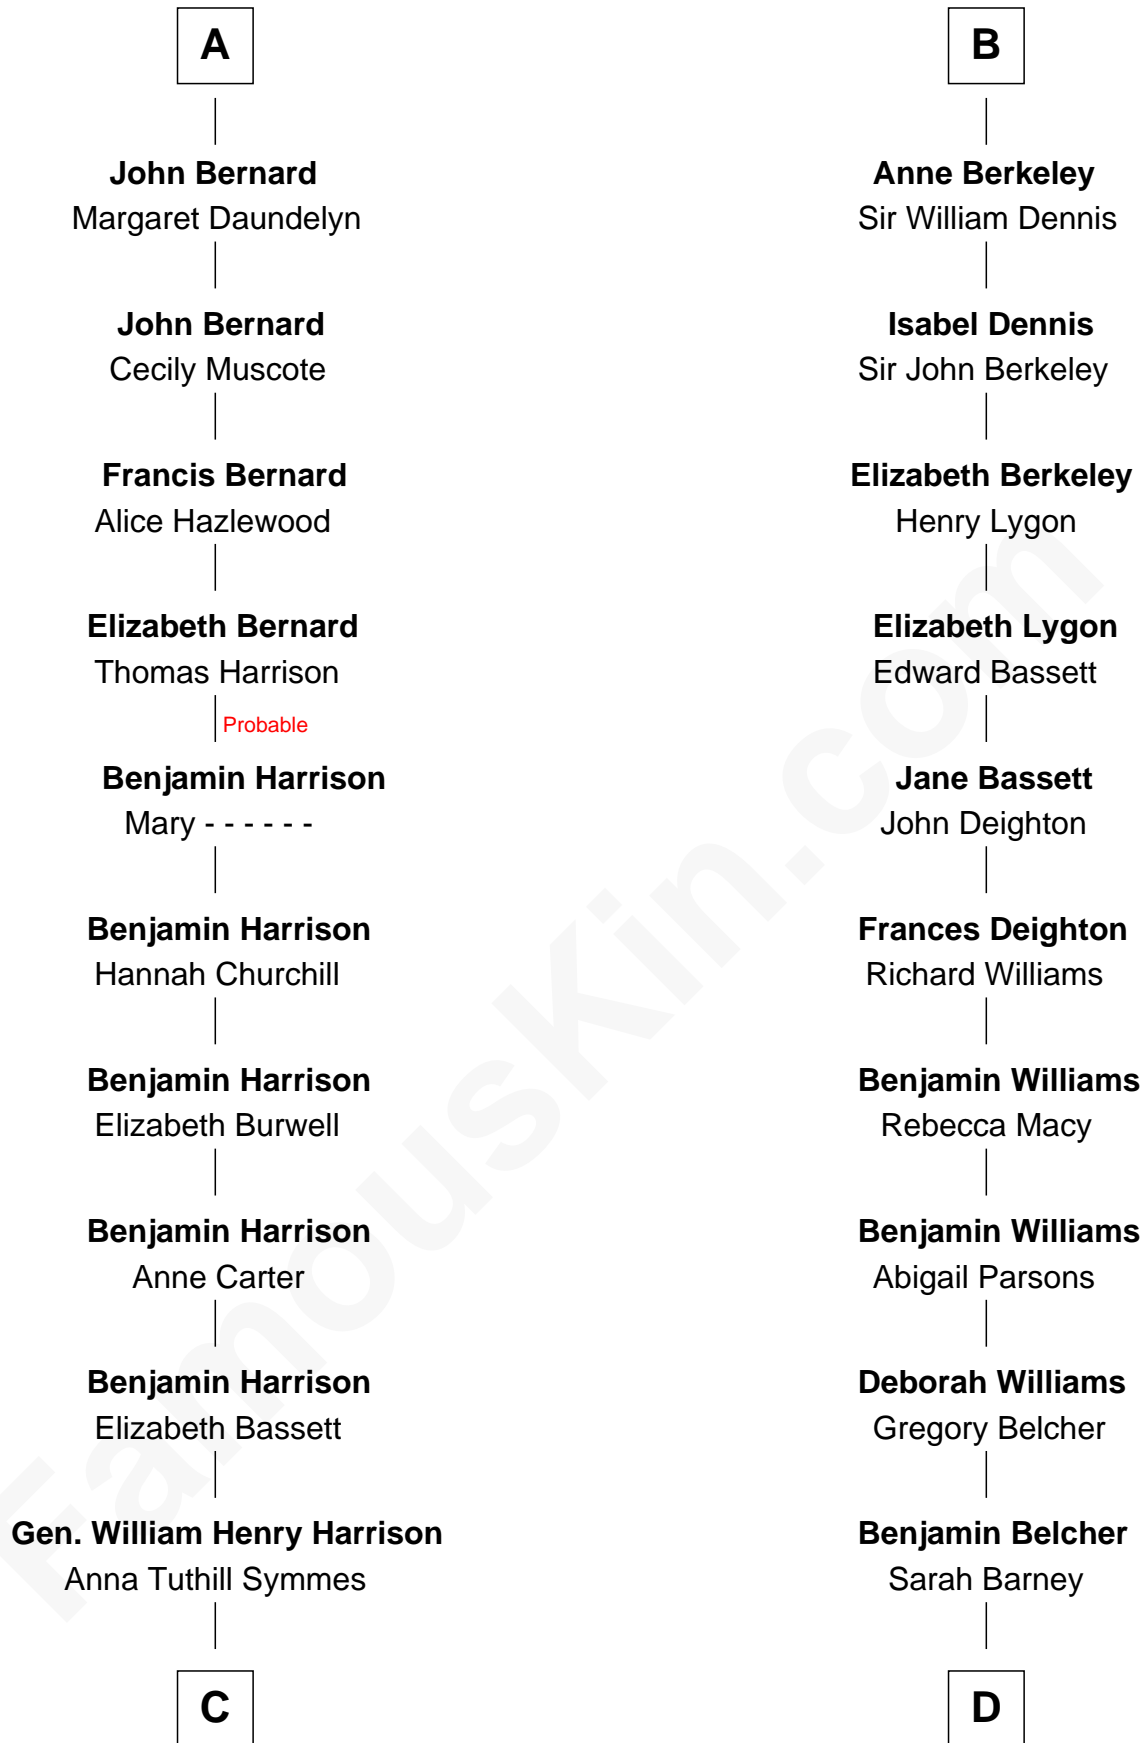 A
John Bernard
Margaret Daundelyn
John Bernard
Cecily Muscote
Francis Bernard
Alice Hazlewood
Elizabeth Bernard
Thomas Harrison
Probable
Benjamin Harrison
Mary - - - - - -
Benjamin Harrison
Hannah Churchill
Benjamin Harrison
Elizabeth Burwell
Benjamin Harrison
Anne Carter
Benjamin Harrison
Elizabeth Bassett
Gen. William Henry Harrison
Anna Tuthill Symmes
C
B
Anne Berkeley
Sir William Dennis
Isabel Dennis
Sir John Berkeley
Elizabeth Berkeley
Henry Lygon
Elizabeth Lygon
Edward Bassett
Jane Bassett
John Deighton
Frances Deighton
Richard Williams
Benjamin Williams
Rebecca Macy
Benjamin Williams
Abigail Parsons
Deborah Williams
Gregory Belcher
Benjamin Belcher
Sarah Barney
D
FamousKin.com